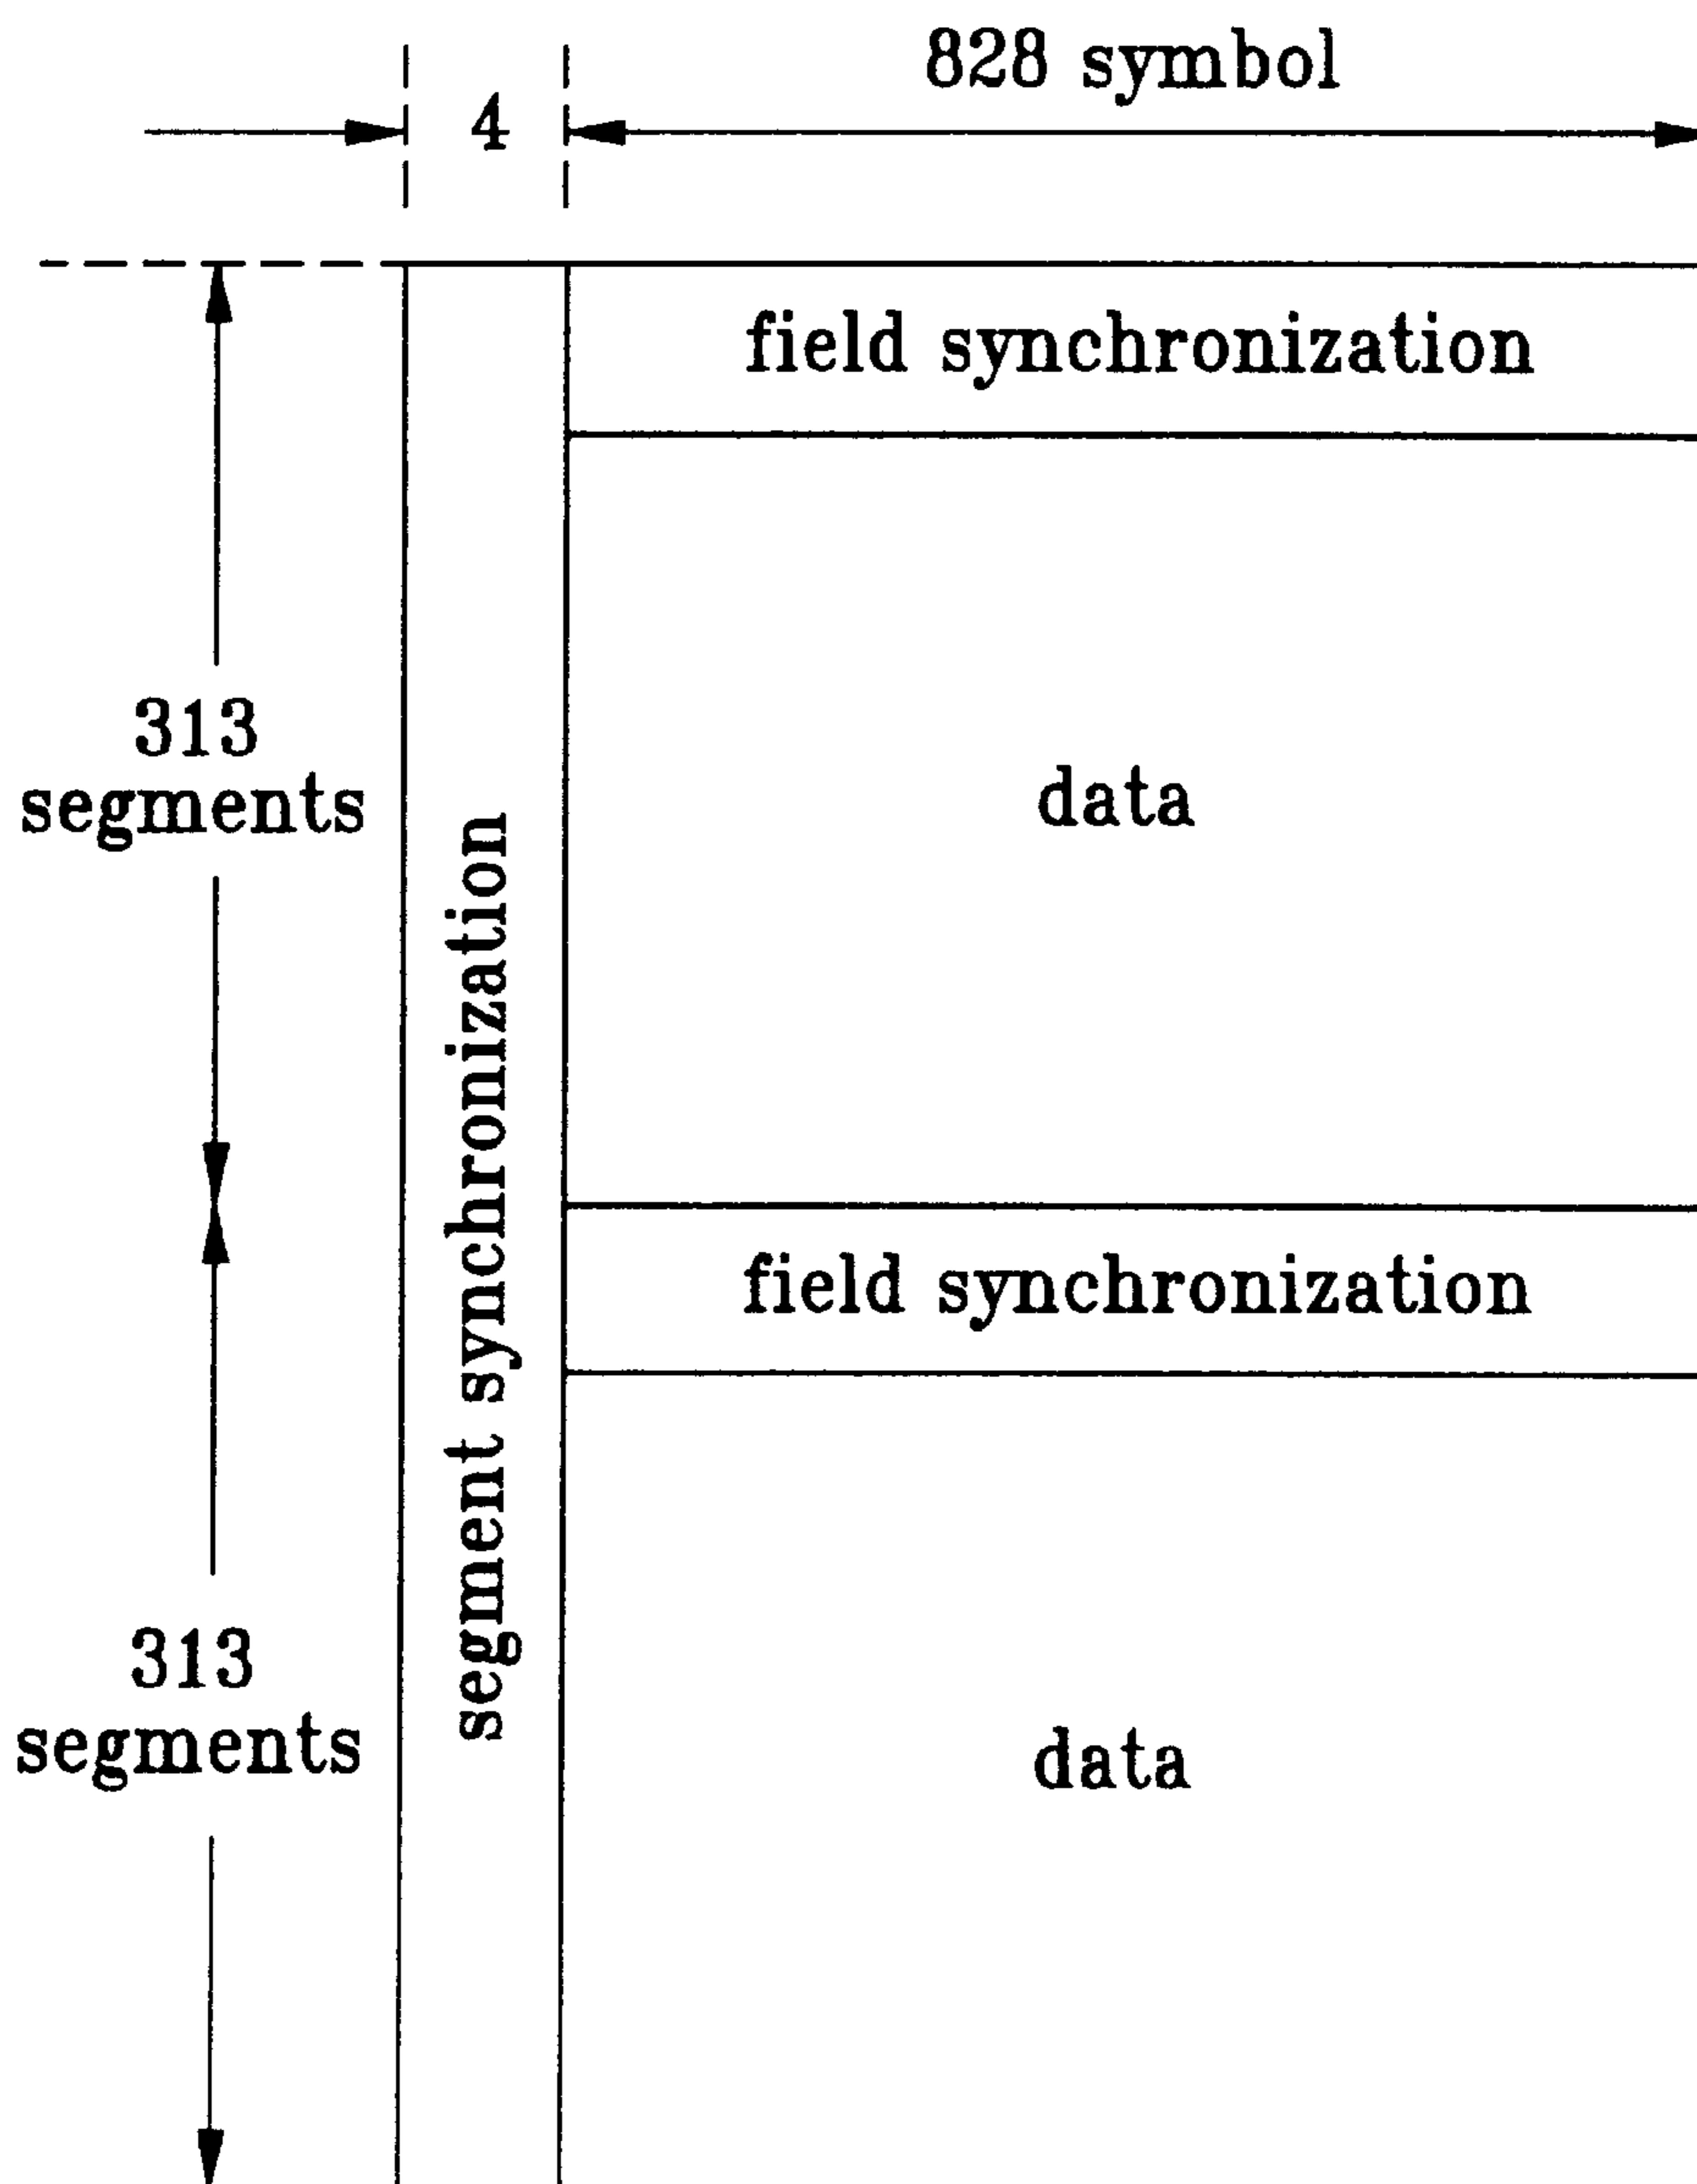 828 symbol
4
field synchronization
313
segments
data
segment synchronization
field synchronization
313
segments
data